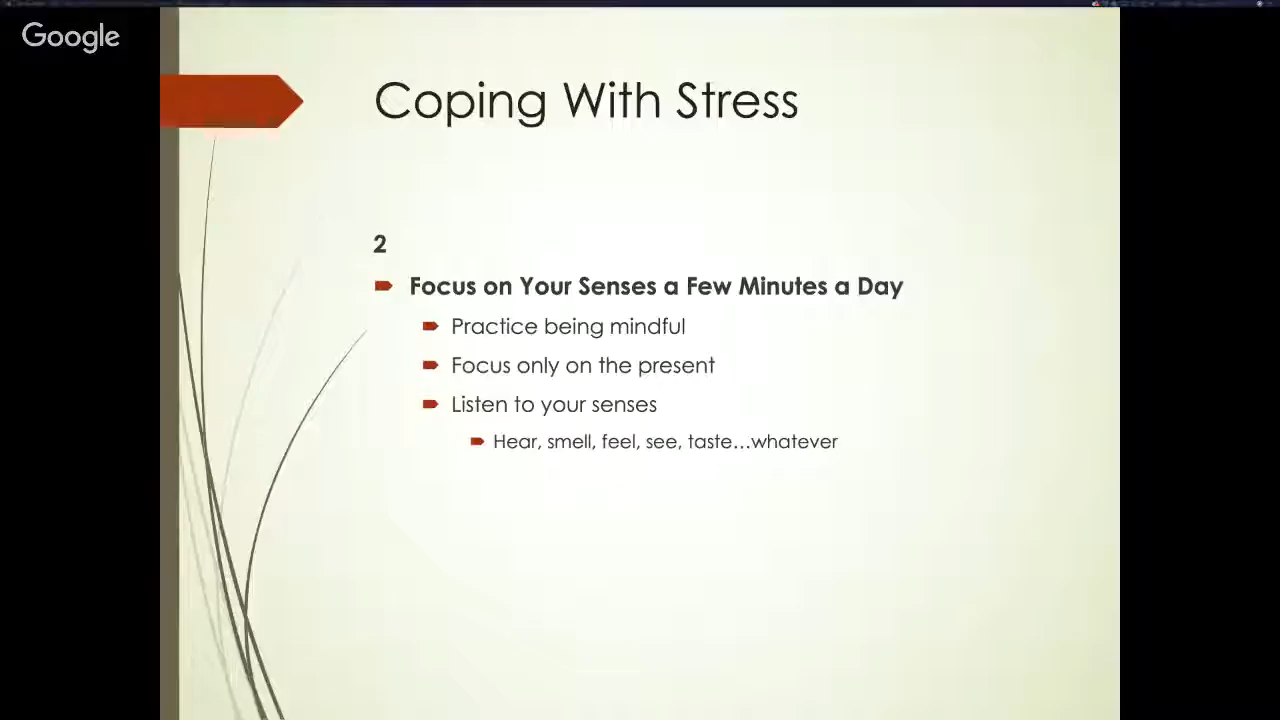 Google
Coping With Stress
2
Focus on Your Senses a Few Minutes a Day
Practice being mindful
Focus only on the present
Listen to your senses
Hear, smell, feel, see, taste...whatever